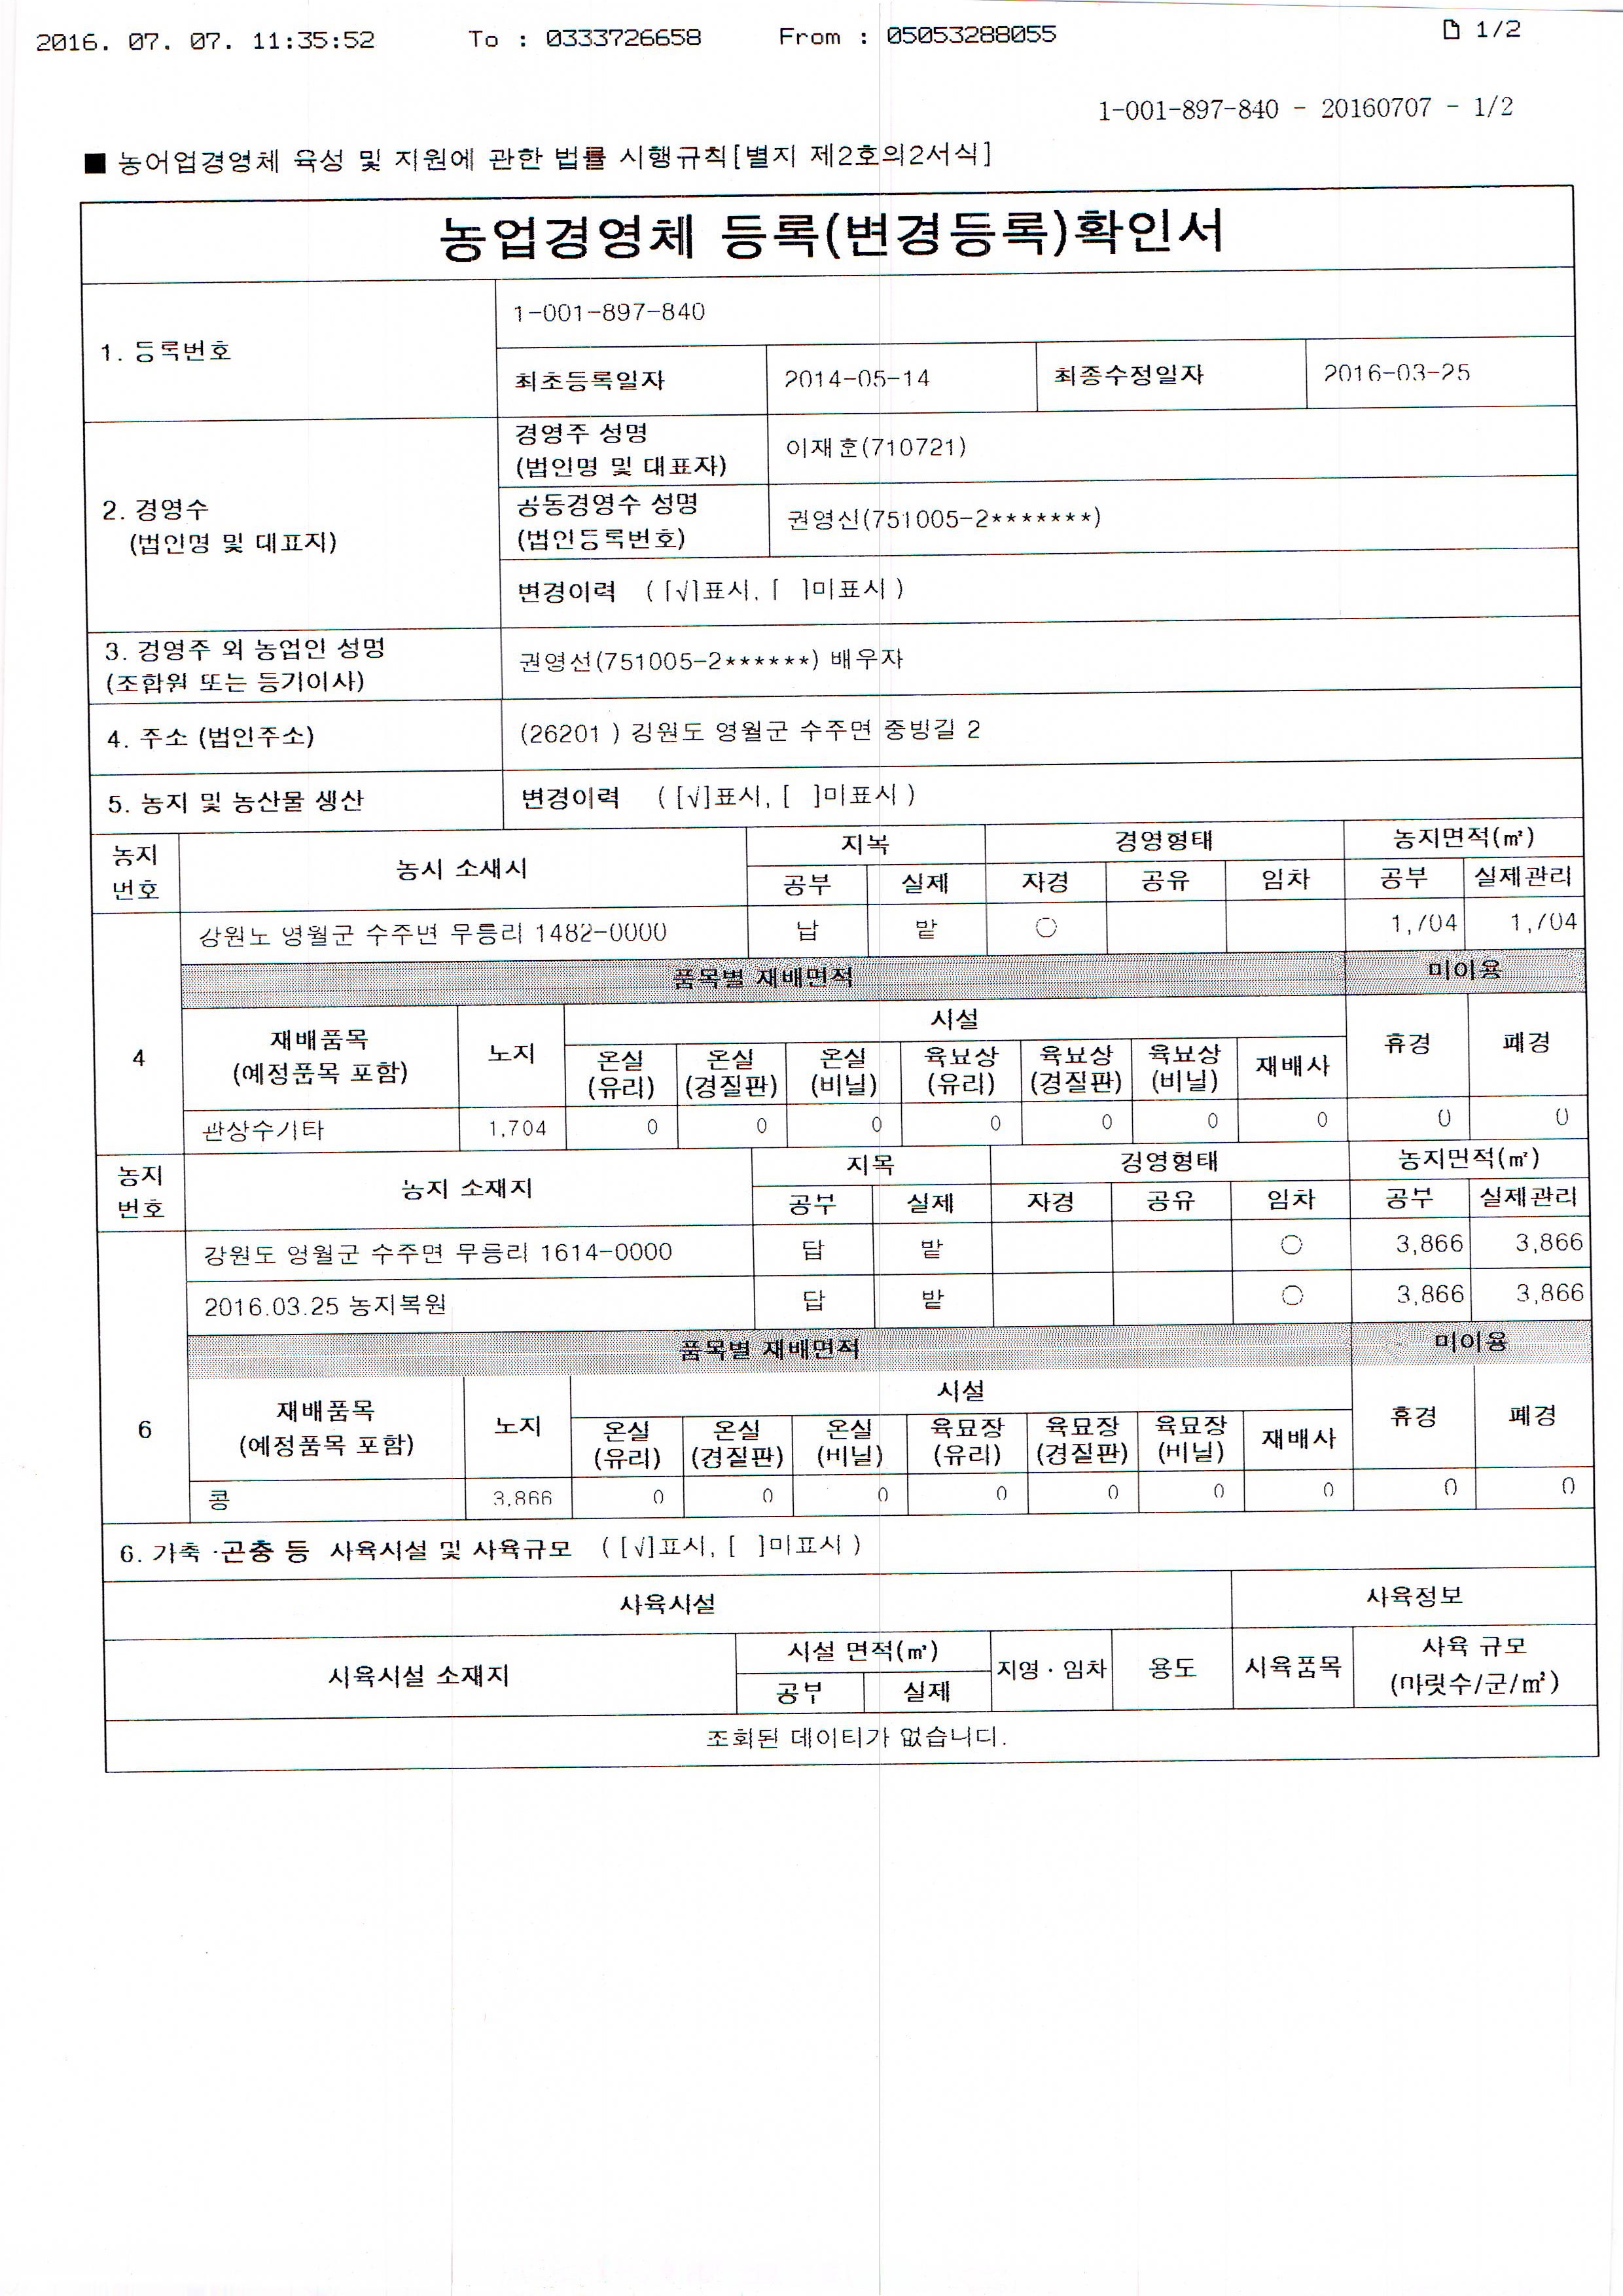 2016. 07. 07. 11:35:52 To : 0333726658 From : 05053288055 1/2
1-001-897-840 - 20160707 - 1/2
■ 농어업경영체 육성 및 지원에 관한 법률 시행규칙[별지 제2호의2서식]
농업경영체 등록(변경등록)확인서
1. 등록번호
1-001-897-840
최초등록일자 2014-05-14 최종수정일자 2016-03-25
2. 경영주
(법인명 및 대표자)
경영주 성명
(법인명 및 대표자)
이재훈(710721)
공동경영주 성명
(법인등록번호)
권영신(751005-2*******)
변경이력 ( [√]표시, [ ]미표시 )
3. 경영주 외 농업인 성명
(조합원 또는 등기이사)
권영선(751005-2******) 배우자
4. 주소 (법인주소)
(26201 ) 강원도 영월군 수주면 중방길 2
5. 농지 및 농산물 생산
변경이력 ( [√]표시, [ ]미표시 )
농지 번호 농지 소재지 지목 경영형태 농지면적(㎡)
공부 실제 자경 공유 임차 공부 실제관리
4
강원도 영월군 수주면 무릉리 1482-0000 답 밭 ○ 1,704 1,704
품목별 재배면적 미이용
재배품목
(예정품목 포함)
노지 시설 휴경 폐경
온실 (유리) 온실 (경질판) 온실 (비닐) 육묘상 (유리) 육묘상 (경질판) 육묘상 (비닐) 재배사
관상수기타 1,704 0 0 0 0 0 0 0 0 0
농지 번호 농지 소재지 지목 경영형태 농지면적(㎡)
공부 실제 자경 공유 임차 공부 실제관리
6
강원도 영월군 수주면 무릉리 1614-0000 답 밭 ○ 3,866 3,866
2016.03.25 농지복원 답 밭 ○ 3,866 3,866
품목별 재배면적 미이용
재배품목
(예정품목 포함)
노지 시설 휴경 폐경
온실 (유리) 온실 (경질판) 온실 (비닐) 육묘장 (유리) 육묘장 (경질판) 육묘장 (비닐) 재배사
콩 3,866 0 0 0 0 0 0 0 0 0
6. 가축 ·곤충 등 사육시설 및 사육규모 ( [√]표시, [ ]미표시 )
사육시설 사육정보
사육시설 소재지 시설 면적(㎡) 자영 · 임차 용도 사육품목 사육 규모
(마릿수/군/㎡)
공부 실제
조회된 데이터가 없습니다.